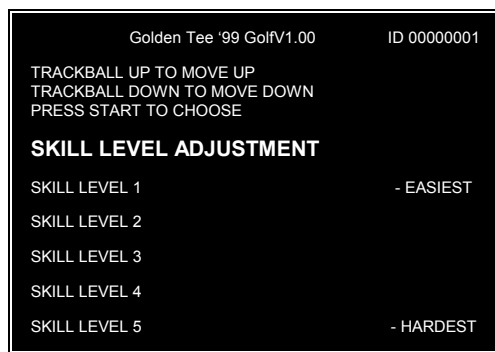 Golden Tee ‘99 GolfV1.00 ID 00000001
TRACKBALL UP TO MOVE UP
TRACKBALL DOWN TO MOVE DOWN
PRESS START TO CHOOSE
SKILL LEVEL ADJUSTMENT
SKILL LEVEL 1 - EASIEST
SKILL LEVEL 2
SKILL LEVEL 3
SKILL LEVEL 4
SKILL LEVEL 5 - HARDEST